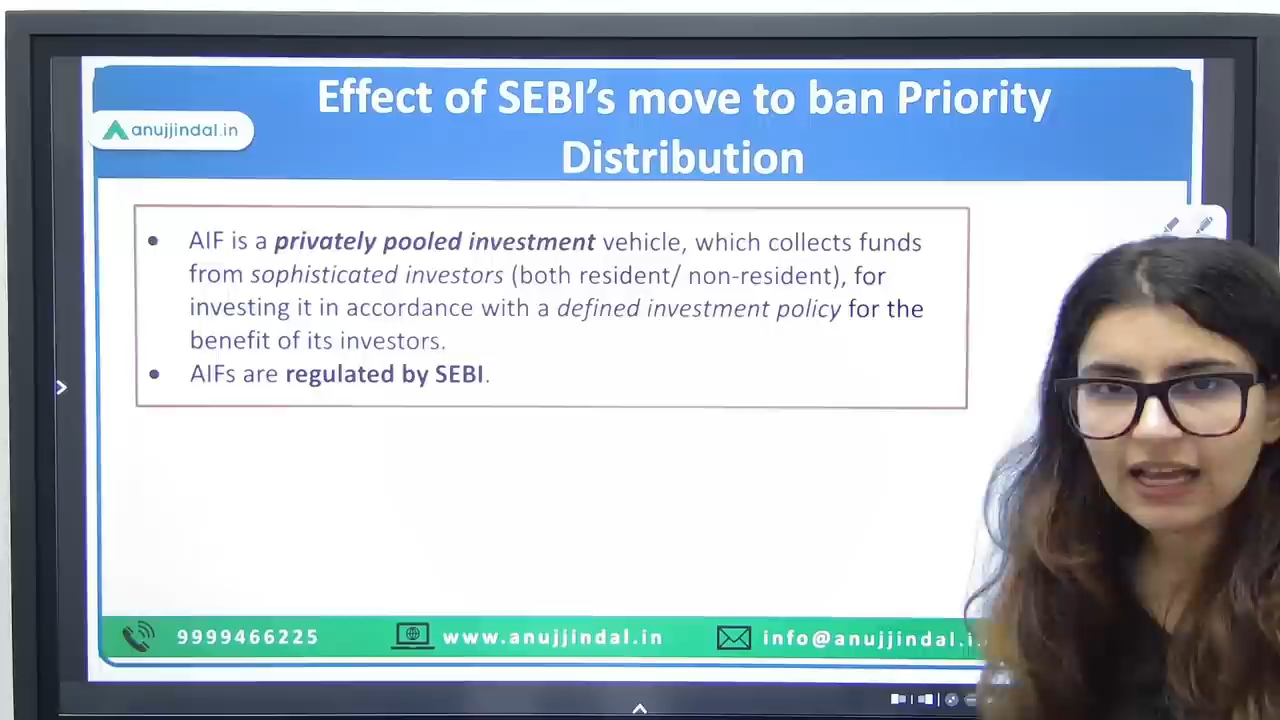 Effect of SEBI's move to ban Priority
Distribution
anujjindal.in
• AIF is a privately pooled investment vehicle, which collects funds
from sophisticated investors (both resident/ non-resident), for
investing it in accordance with a defined investment policy for the
benefit of its investors.
• AIFs are regulated by SEBI.
9999466225
www.anujjindal.in
info@anujjindal.i